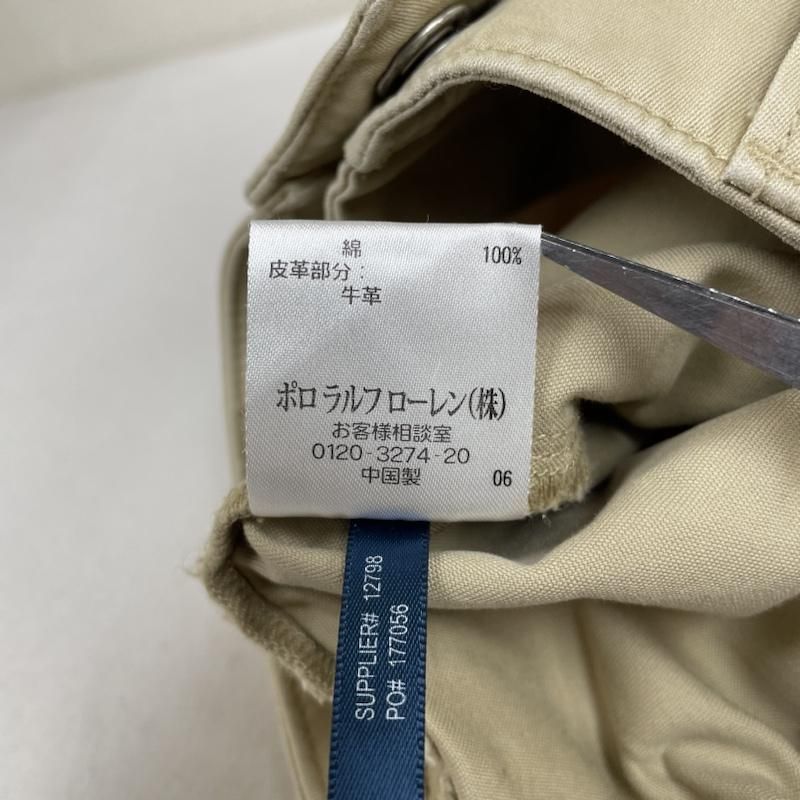 綿 100%
皮革部分：
牛革
ポロ ラルフ ローレン(株)
お客様相談室
0120-3274-20
中国製 06
SUPPLIER# 12798
PO# 177056